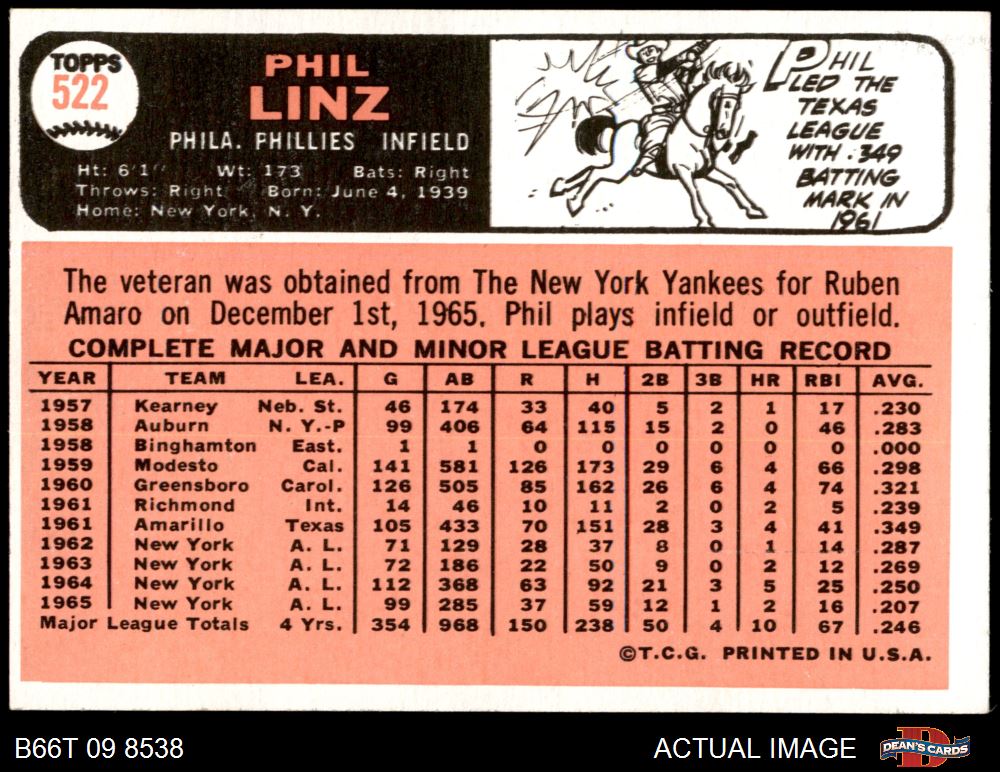 TOPPS
522
PHIL
LINZ
PHILA. PHILLIES INFIELD
Ht: 6'1" Wt: 173 Bats: Right
Throws: Right Born: June 4, 1939
Home: New York, N. Y.
PHIL
LED THE
TEXAS
LEAGUE
WITH .349
BATTING
MARK IN
1961
The veteran was obtained from The New York Yankees for Ruben
Amaro on December 1st, 1965. Phil plays infield or outfield.
COMPLETE MAJOR AND MINOR LEAGUE BATTING RECORD
YEAR TEAM LEA. G AB R H 2B 3B HR RBI AVG.
1957 Kearney Neb. St. 46 174 33 40 5 2 1 17 .230
1958 Auburn N. Y.-P 99 406 64 115 15 2 0 46 .283
1958 Binghamton East. 1 1 0 0 0 0 0 0 .000
1959 Modesto Cal. 141 581 126 173 29 6 4 66 .298
1960 Greensboro Carol. 126 505 85 162 26 6 4 74 .321
1961 Richmond Int. 14 46 10 11 2 0 2 5 .239
1961 Amarillo Texas 105 433 70 151 28 3 4 41 .349
1962 New York A. L. 71 129 28 37 8 0 1 14 .287
1963 New York A. L. 72 186 22 50 9 0 2 12 .269
1964 New York A. L. 112 368 63 92 21 3 5 25 .250
1965 New York A. L. 99 285 37 59 12 1 2 16 .207
Major League Totals 4 Yrs. 354 968 150 238 50 4 10 67 .246
©T.C.G. PRINTED IN U.S.A.
B66T 09 8538 ACTUAL IMAGE
D
DEAN'S CARDS